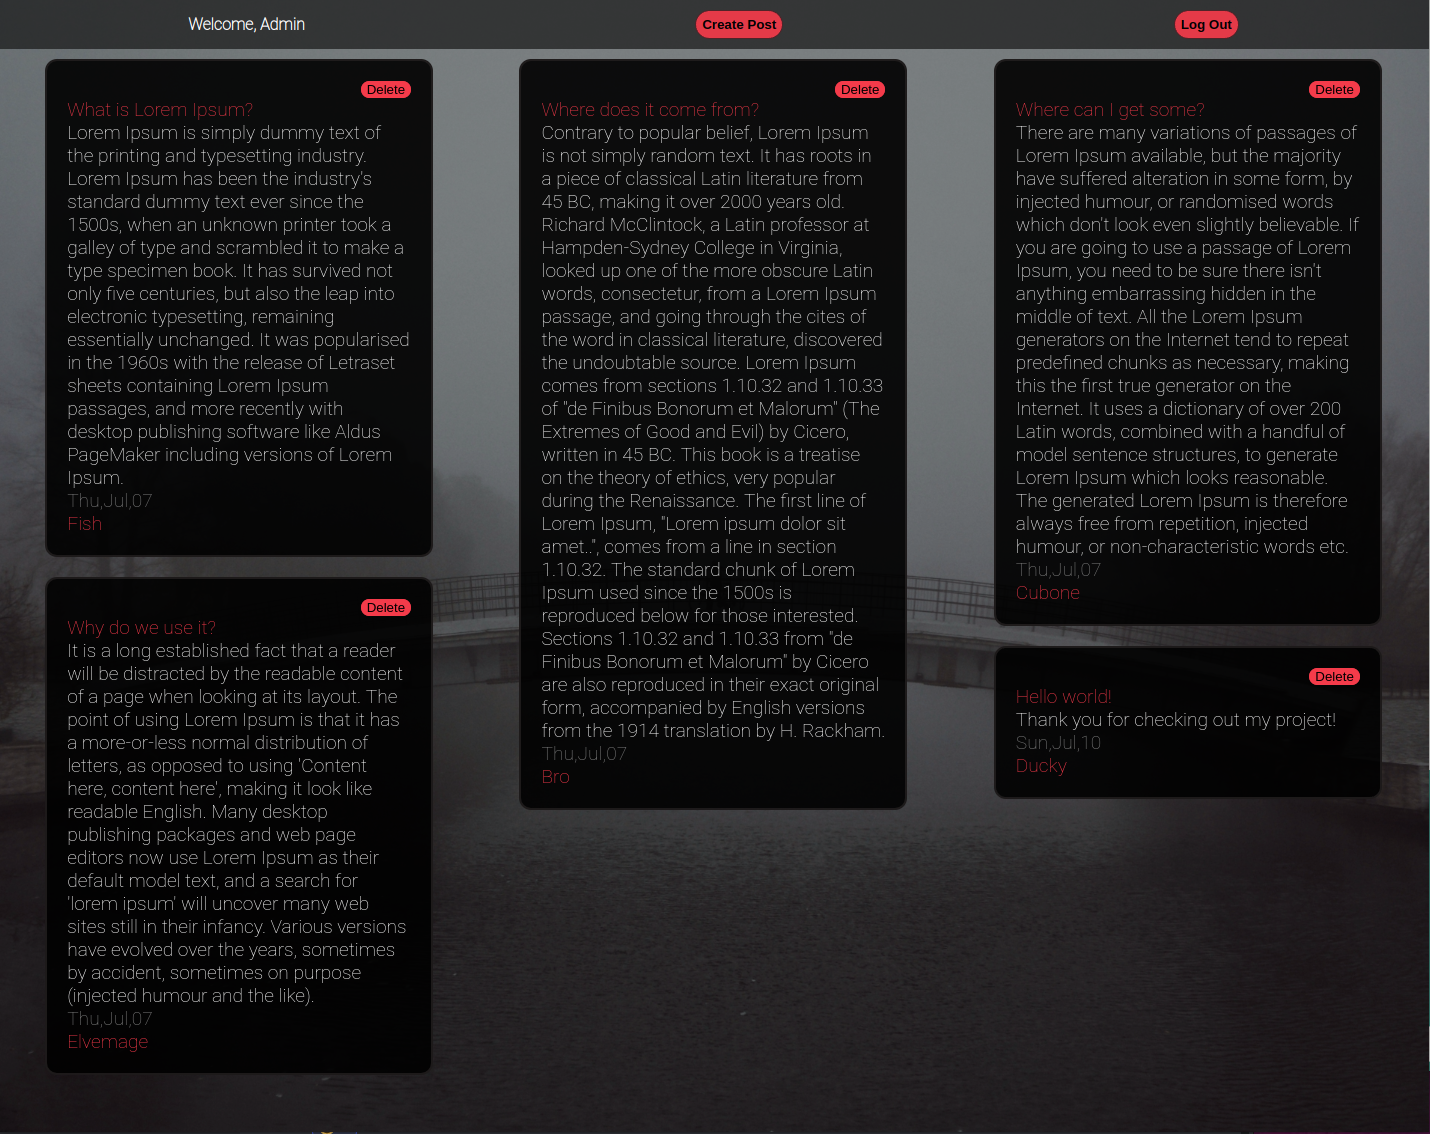 Welcome, Admin
Create Post
Log Out
Delete
What is Lorem Ipsum?
Lorem Ipsum is simply dummy text of
the printing and typesetting industry.
Lorem Ipsum has been the industry's
standard dummy text ever since the
1500s, when an unknown printer took a
galley of type and scrambled it to make a
type specimen book. It has survived not
only five centuries, but also the leap into
electronic typesetting, remaining
essentially unchanged. It was popularised
in the 1960s with the release of Letraset
sheets containing Lorem Ipsum
passages, and more recently with
desktop publishing software like Aldus
PageMaker including versions of Lorem
Ipsum.
Thu,Jul,07
Fish
Delete
Why do we use it?
It is a long established fact that a reader
will be distracted by the readable content
of a page when looking at its layout. The
point of using Lorem Ipsum is that it has
a more-or-less normal distribution of
letters, as opposed to using 'Content
here, content here', making it look like
readable English. Many desktop
publishing packages and web page
editors now use Lorem Ipsum as their
default model text, and a search for
'lorem ipsum' will uncover many web
sites still in their infancy. Various versions
have evolved over the years, sometimes
by accident, sometimes on purpose
(injected humour and the like).
Thu,Jul,07
Elvemage
Delete
Where does it come from?
Contrary to popular belief, Lorem Ipsum
is not simply random text. It has roots in
a piece of classical Latin literature from
45 BC, making it over 2000 years old.
Richard McClintock, a Latin professor at
Hampden-Sydney College in Virginia,
looked up one of the more obscure Latin
words, consectetur, from a Lorem Ipsum
passage, and going through the cites of
the word in classical literature, discovered
the undoubtable source. Lorem Ipsum
comes from sections 1.10.32 and 1.10.33
of "de Finibus Bonorum et Malorum" (The
Extremes of Good and Evil) by Cicero,
written in 45 BC. This book is a treatise
on the theory of ethics, very popular
during the Renaissance. The first line of
Lorem Ipsum, "Lorem ipsum dolor sit
amet..", comes from a line in section
1.10.32. The standard chunk of Lorem
Ipsum used since the 1500s is
reproduced below for those interested.
Sections 1.10.32 and 1.10.33 from "de
Finibus Bonorum et Malorum" by Cicero
are also reproduced in their exact original
form, accompanied by English versions
from the 1914 translation by H. Rackham.
Thu,Jul,07
Bro
Delete
Where can I get some?
There are many variations of passages of
Lorem Ipsum available, but the majority
have suffered alteration in some form, by
injected humour, or randomised words
which don't look even slightly believable. If
you are going to use a passage of Lorem
Ipsum, you need to be sure there isn't
anything embarrassing hidden in the
middle of text. All the Lorem Ipsum
generators on the Internet tend to repeat
predefined chunks as necessary, making
this the first true generator on the
Internet. It uses a dictionary of over 200
Latin words, combined with a handful of
model sentence structures, to generate
Lorem Ipsum which looks reasonable.
The generated Lorem Ipsum is therefore
always free from repetition, injected
humour, or non-characteristic words etc.
Thu,Jul,07
Cubone
Delete
Hello world!
Thank you for checking out my project!
Sun,Jul,10
Ducky